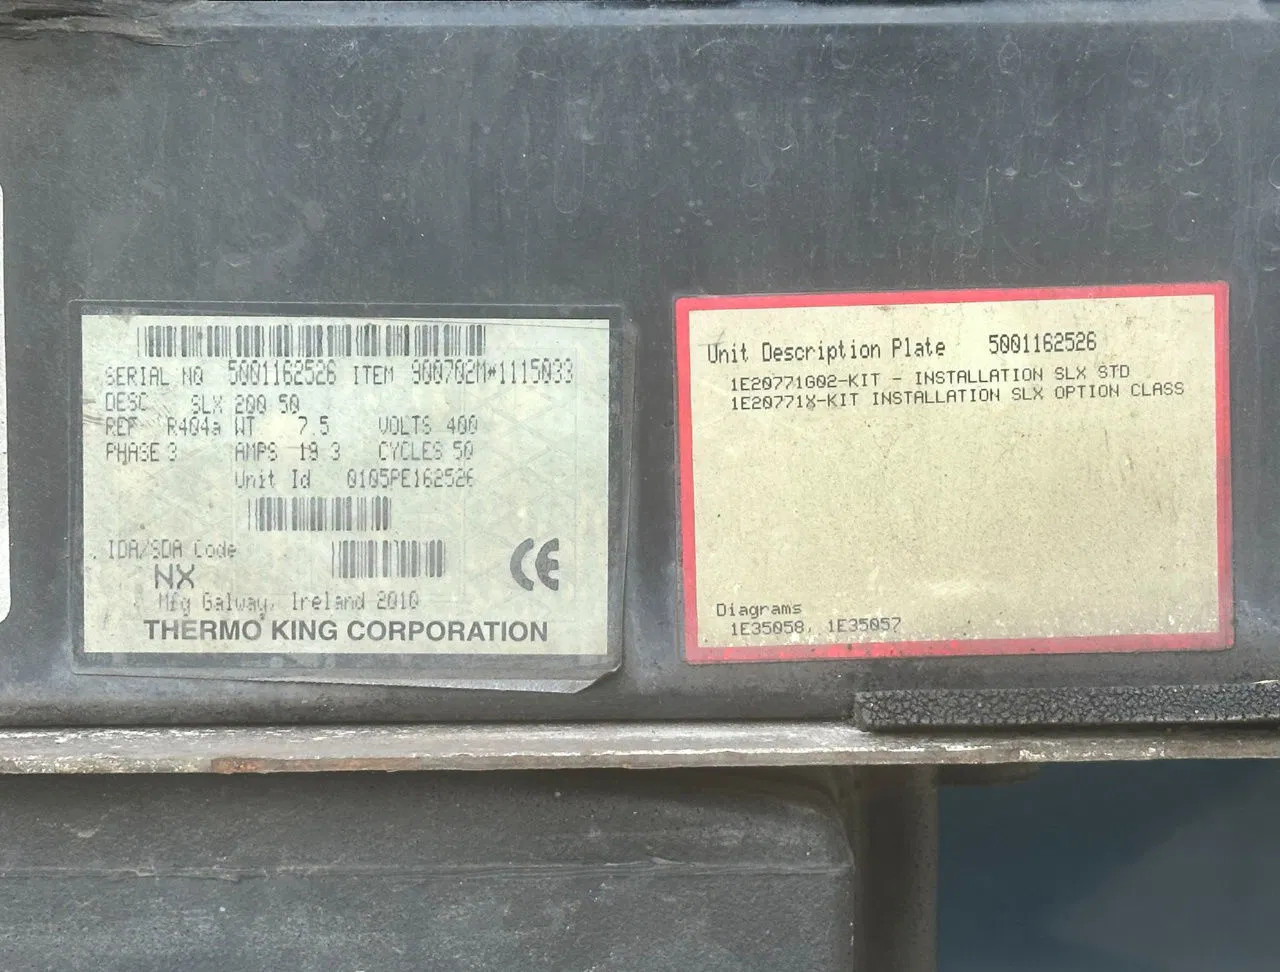 SERIAL NO 5001162526 ITEM 900702M*1115033
DESC SLX 200 50
REF R404a WT 7.5 VOLTS 400
PHASE 3 AMPS 19 3 CYCLES 50
Unit Id 0105PE162526
IDA/SDA Code
NX
Mfg Galway, Ireland 2010
THERMO KING CORPORATION
CE
Unit Description Plate 5001162526
1E20771G02-KIT - INSTALLATION SLX STD
1E20771X-KIT INSTALLATION SLX OPTION CLASS
Diagrams
1E35058, 1E35057